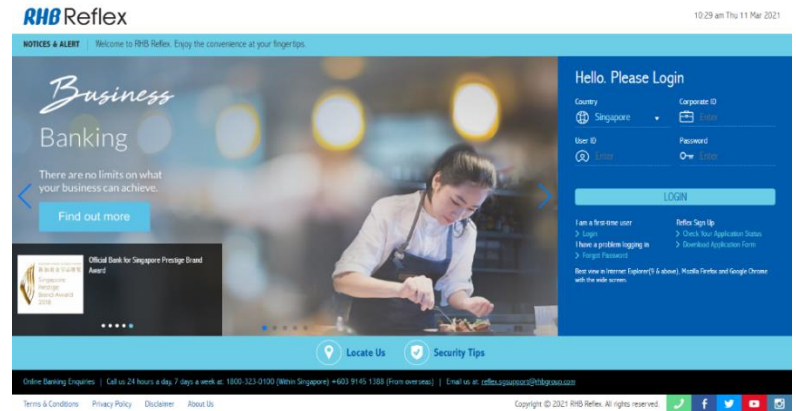 RHB Reflex
10:29 am Thu 11 Mar 2021
NOTICES & ALERT | Welcome to RHB Reflex. Enjoy the convenience at your fingertips.
Business
Banking
There are no limits on what
your business can achieve.
Find out more
Official Bank for Singapore Prestige Brand
Award
Singapore
Prestige
Brand Award
Hello. Please Login
Country
Corporate ID
Singapore
Enter
User ID
Password
Enter
Enter
LOGIN
I am a first-time user
> Login
I have a problem logging in
> Forgot Password
Reflex Sign Up
> Check Your Application Status
> Download Application Form
Best view in Internet Explorer(9 & above), Mozilla Firefox and Google Chrome
with the wide screen.
Locate Us
Security Tips
Online Banking Enquiries | Call us 24 hours a day, 7 days a week at: 1800-323-0100 (Within Singapore) +603 9145 1388 (From overseas) | Email us at: reflex.sgsupport@rhbgroup.com
Terms & Conditions Privacy Policy Disclaimer About Us
Copyright © 2021 RHB Reflex. All rights reserved.